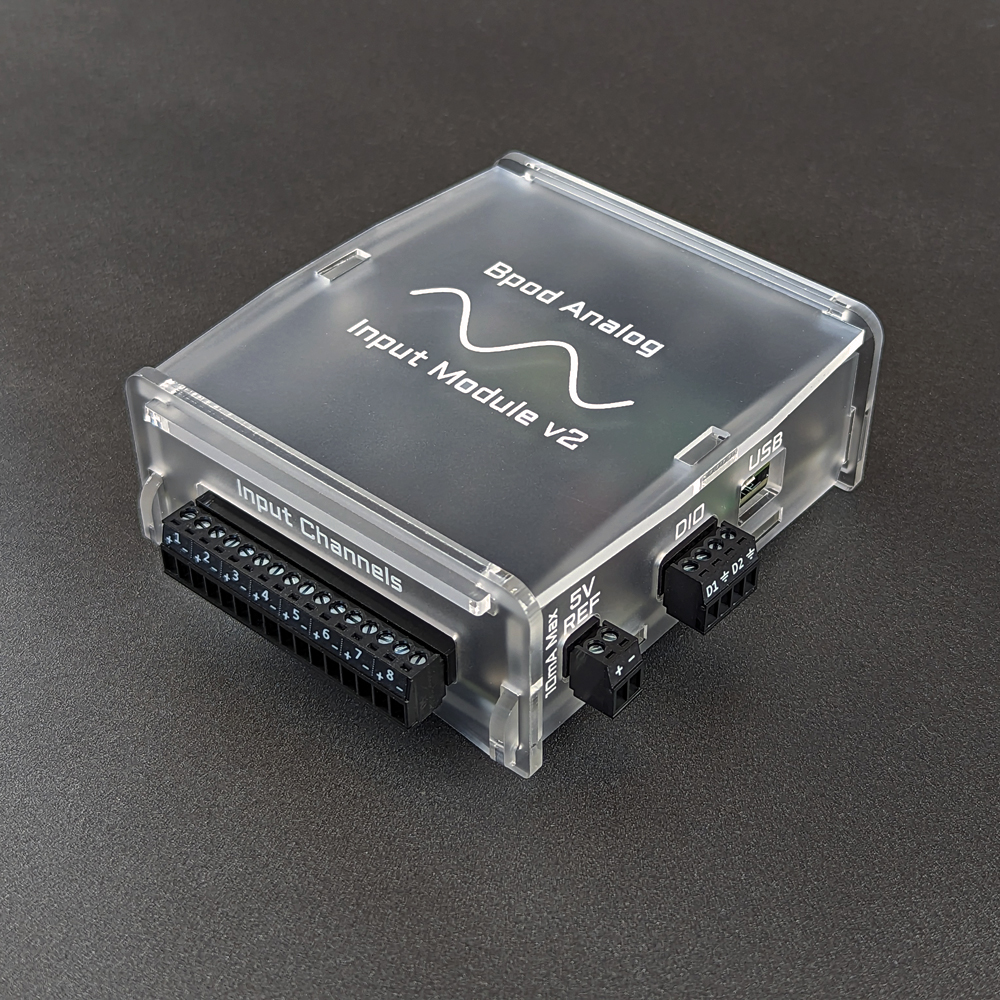 Bpod Analog
Input Module v2
Input Channels
+ 1 -
+ 2 -
+ 3 -
+ 4 -
+ 5 -
+ 6 -
+ 7 -
+ 8 -
10mA Max
5V
REF
+ -
DIO
D1 ⏚ D2 ⏚
USB